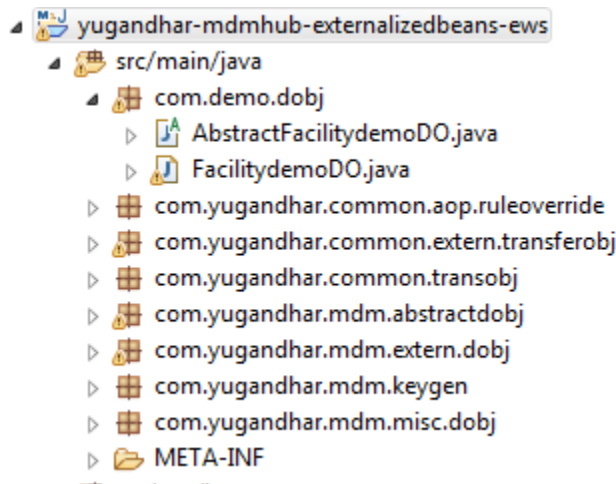 yugandhar-mdmhub-externalizedbeans-ews
src/main/java
com.demo.dobj
AbstractFacilitydemoDO.java
FacilitydemoDO.java
com.yugandhar.common.aop.ruleoverride
com.yugandhar.common.extern.transferobj
com.yugandhar.common.transobj
com.yugandhar.mdm.abstractdobj
com.yugandhar.mdm.extern.dobj
com.yugandhar.mdm.keygen
com.yugandhar.mdm.misc.dobj
META-INF